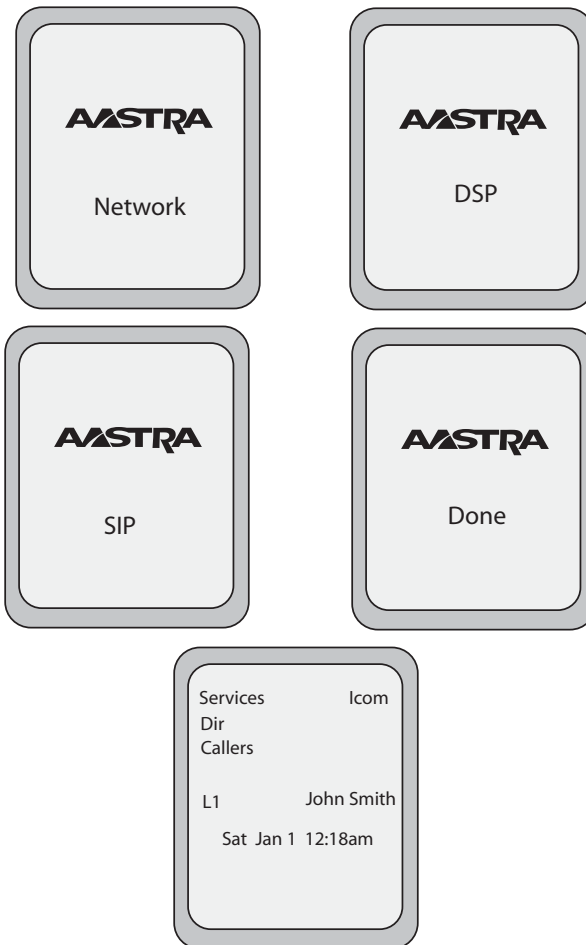 AASTRA
Network
AASTRA
DSP
AASTRA
SIP
AASTRA
Done
Services Icom
Dir
Callers
L1 John Smith
Sat Jan 1 12:18am